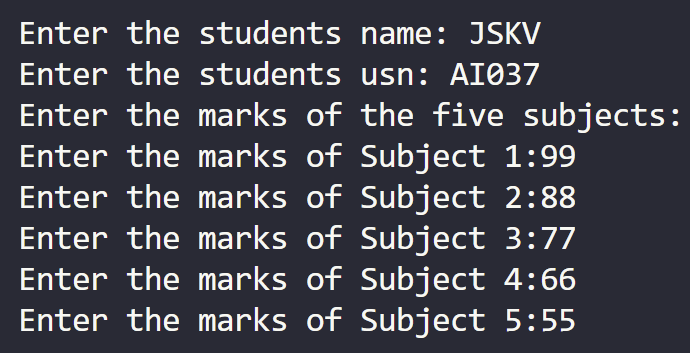 Enter the students name: JSKV
Enter the students usn: AI037
Enter the marks of the five subjects:
Enter the marks of Subject 1:99
Enter the marks of Subject 2:88
Enter the marks of Subject 3:77
Enter the marks of Subject 4:66
Enter the marks of Subject 5:55